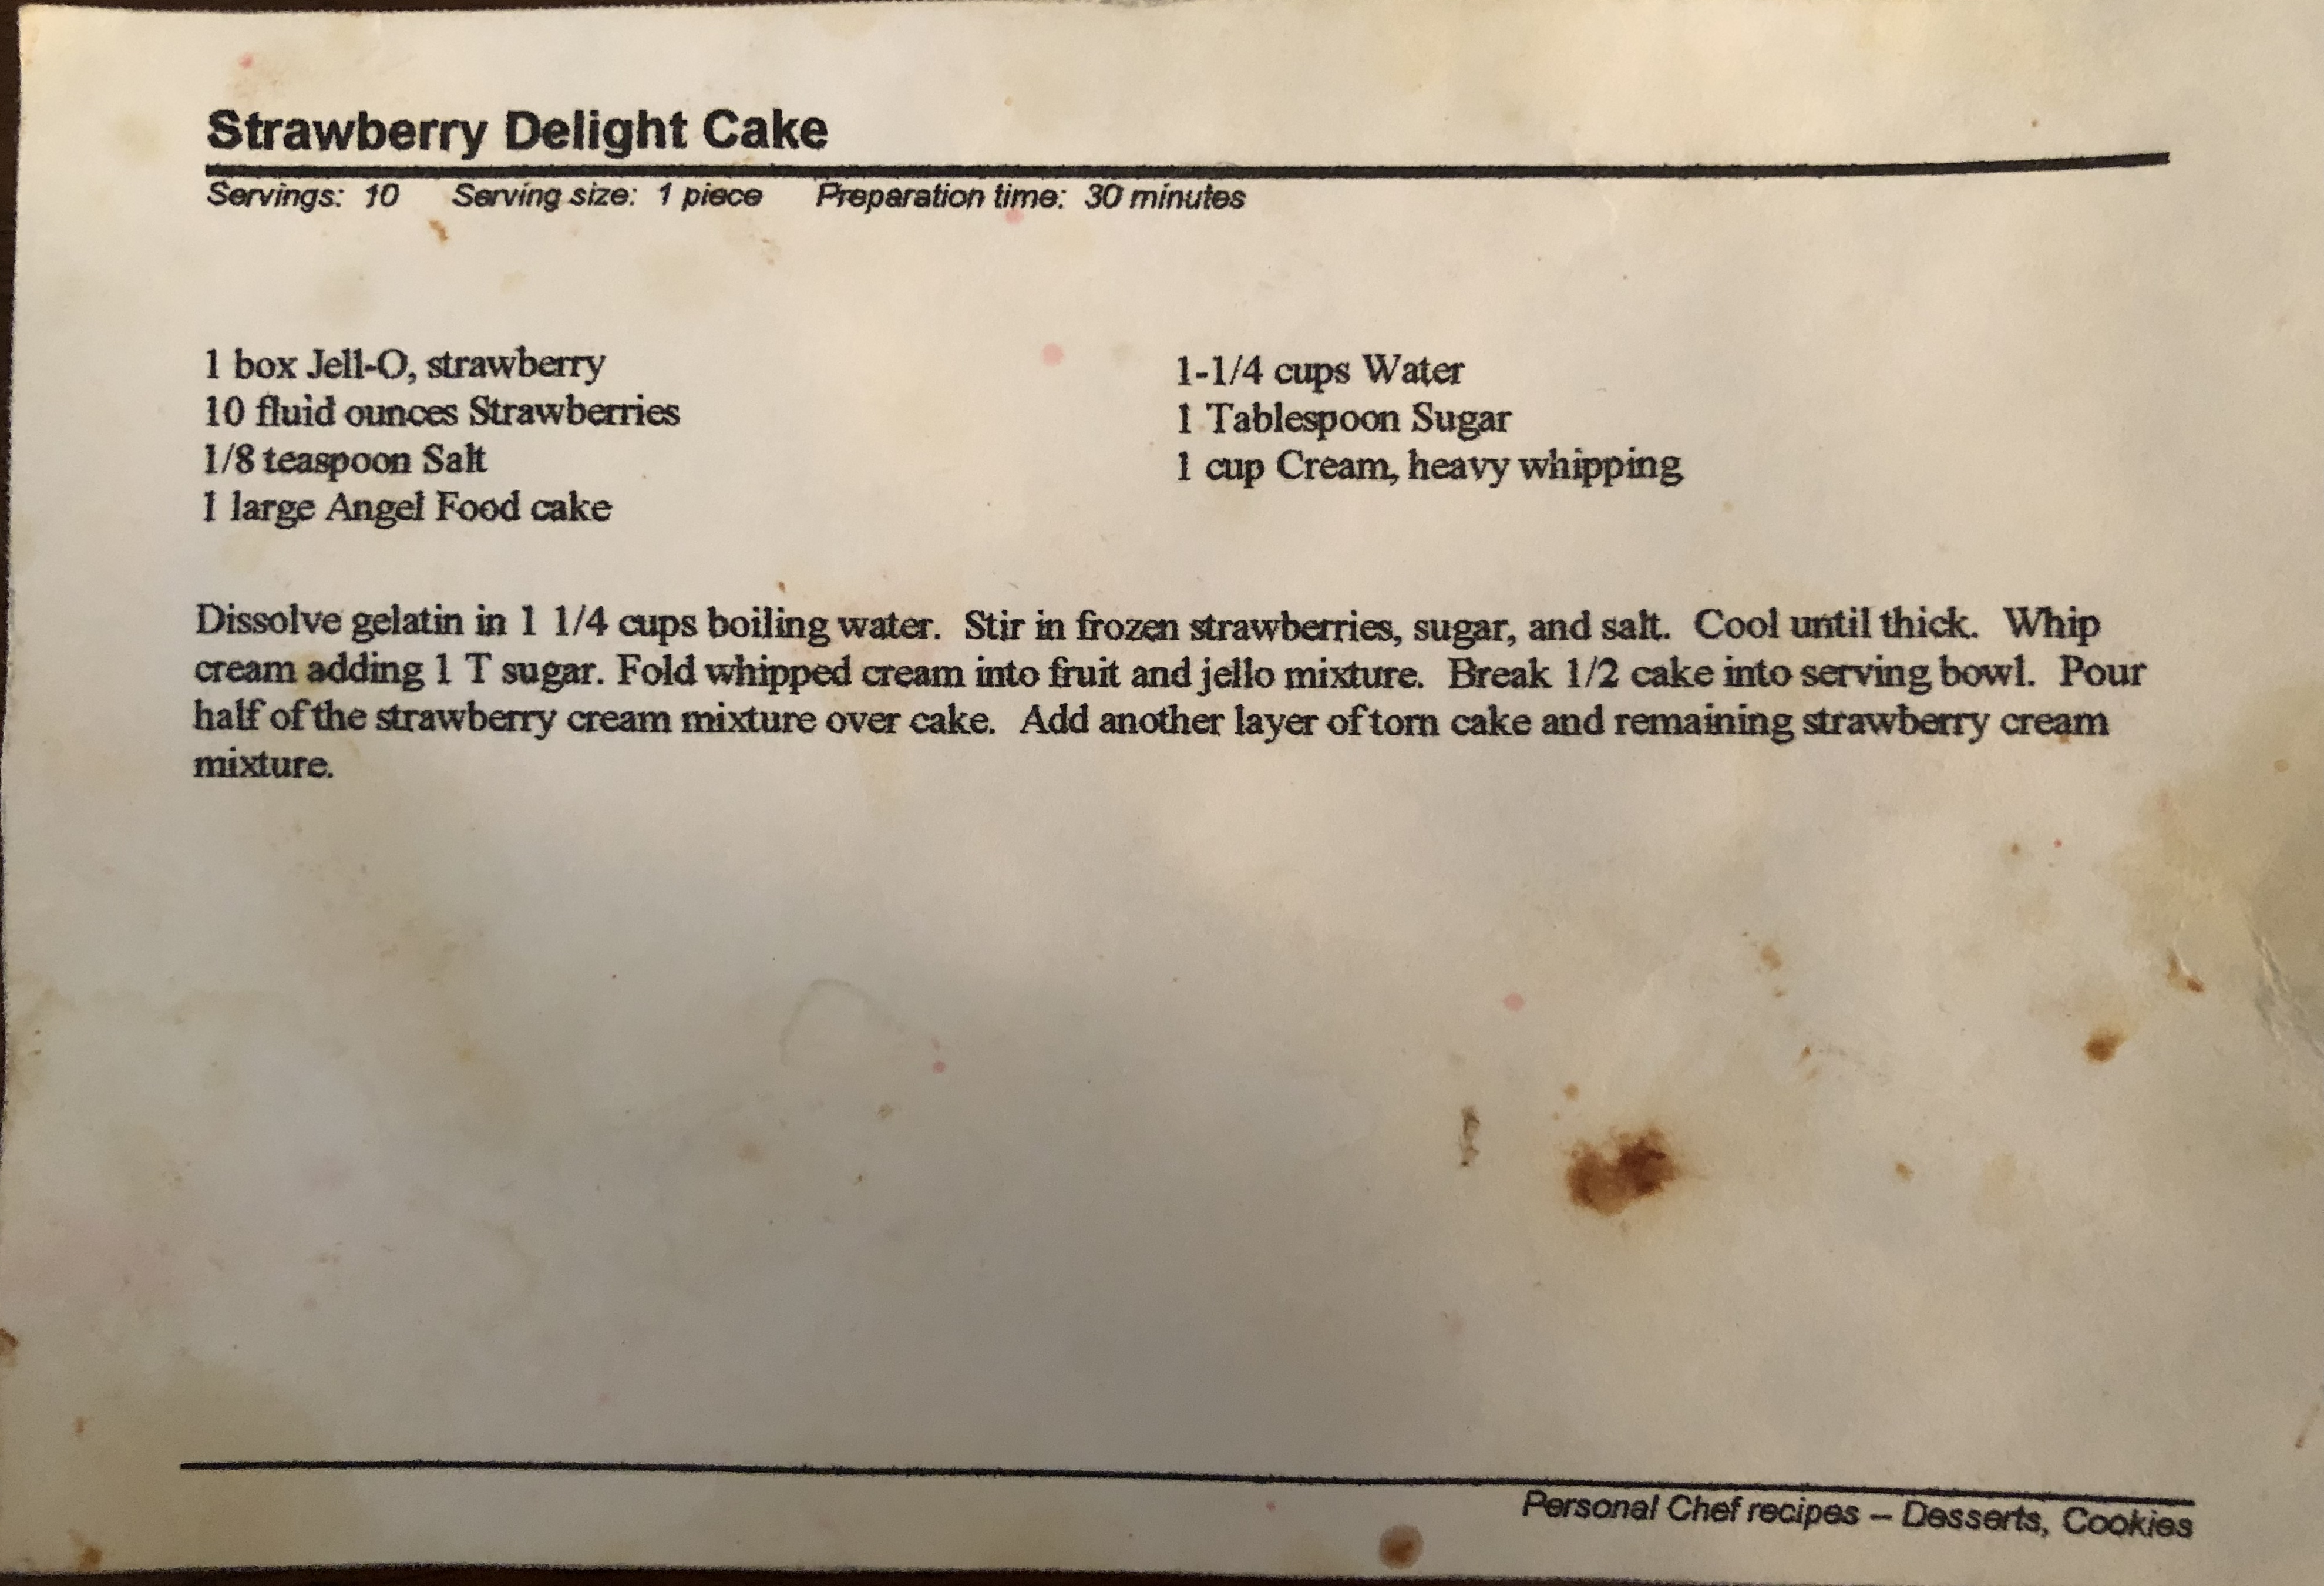 Strawberry Delight Cake
Servings: 10 Serving size: 1 piece Preparation time: 30 minutes
1 box Jell-O, strawberry
10 fluid ounces Strawberries
1/8 teaspoon Salt
1 large Angel Food cake
1-1/4 cups Water
1 Tablespoon Sugar
1 cup Cream, heavy whipping
Dissolve gelatin in 1 1/4 cups boiling water. Stir in frozen strawberries, sugar, and salt. Cool until thick. Whip
cream adding 1 T sugar. Fold whipped cream into fruit and jello mixture. Break 1/2 cake into serving bowl. Pour
half of the strawberry cream mixture over cake. Add another layer of torn cake and remaining strawberry cream
mixture.
Personal Chef recipes – Desserts, Cookies